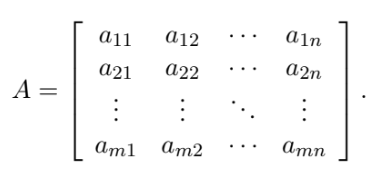 A = [ a₁₁ a₁₂ ⋯ a₁ₙ
a₂₁ a₂₂ ⋯ a₂ₙ
⋮ ⋮ ⋱ ⋮
aₘ₁ aₘ₂ ⋯ aₘₙ ] .